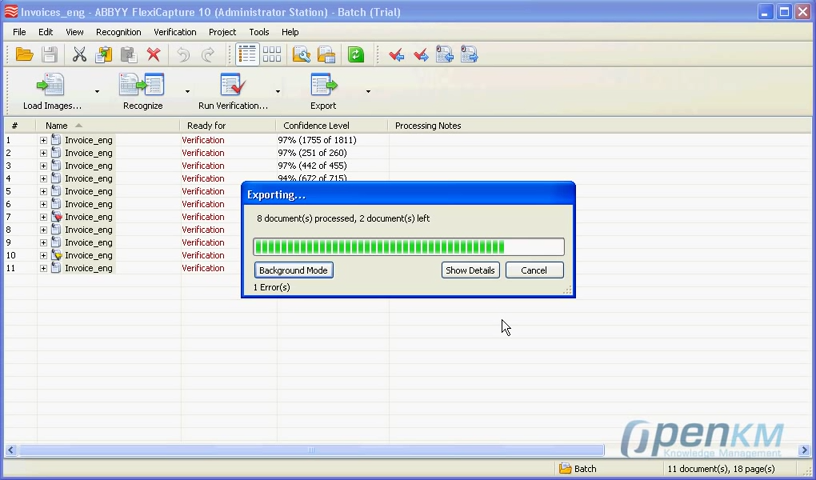 Invoices_eng - ABBYY FlexiCapture 10 (Administrator Station) - Batch (Trial)
File Edit View Recognition Verification Project Tools Help
Load Images... Recognize Run Verification... Export
# Name Ready for Confidence Level Processing Notes
1 Invoice_eng Verification 97% (1755 of 1811)
2 Invoice_eng Verification 97% (251 of 260)
3 Invoice_eng Verification 97% (442 of 455)
4 Invoice_eng Verification 94% (672 of 715)
5 Invoice_eng Verification
6 Invoice_eng Verification
7 Invoice_eng Verification
8 Invoice_eng Verification
9 Invoice_eng Verification
10 Invoice_eng Verification
11 Invoice_eng Verification
Exporting...
8 document(s) processed, 2 document(s) left
Background Mode Show Details Cancel
1 Error(s)
OpenKM
Knowledge Management
Batch 11 document(s), 18 page(s)